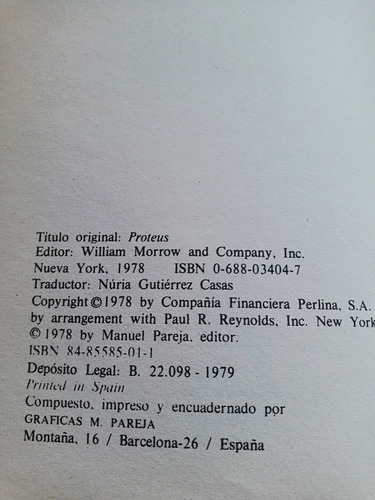 Título original: Proteus
Editor: William Morrow and Company, Inc.
Nueva York, 1978 ISBN 0-688-03404-7
Traductor: Núria Gutiérrez Casas
Copyright © 1978 by Compañía Financiera Perlina, S.A.
by arrangement with Paul R. Reynolds, Inc. New York
© 1978 by Manuel Pareja, editor.
ISBN 84-85585-01-1
Depósito Legal: B. 22.098 - 1979
Printed in Spain
Compuesto, impreso y encuadernado por
GRAFICAS M. PAREJA
Montaña, 16 / Barcelona-26 / España